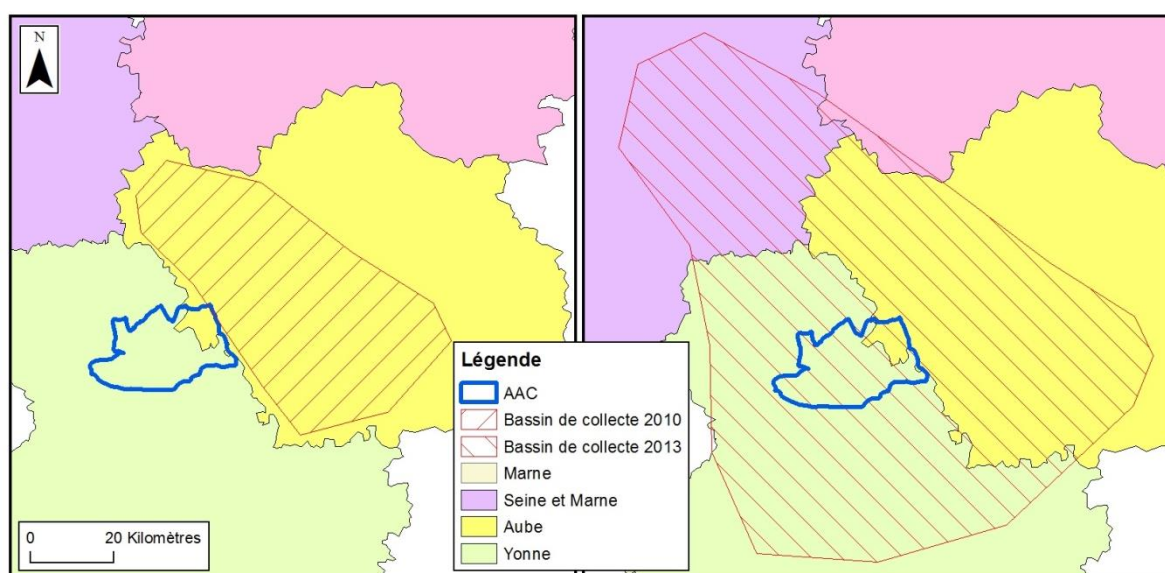 N
Légende
AAC
Bassin de collecte 2010
Bassin de collecte 2013
Marne
Seine et Marne
Aube
Yonne
0 20 Kilomètres